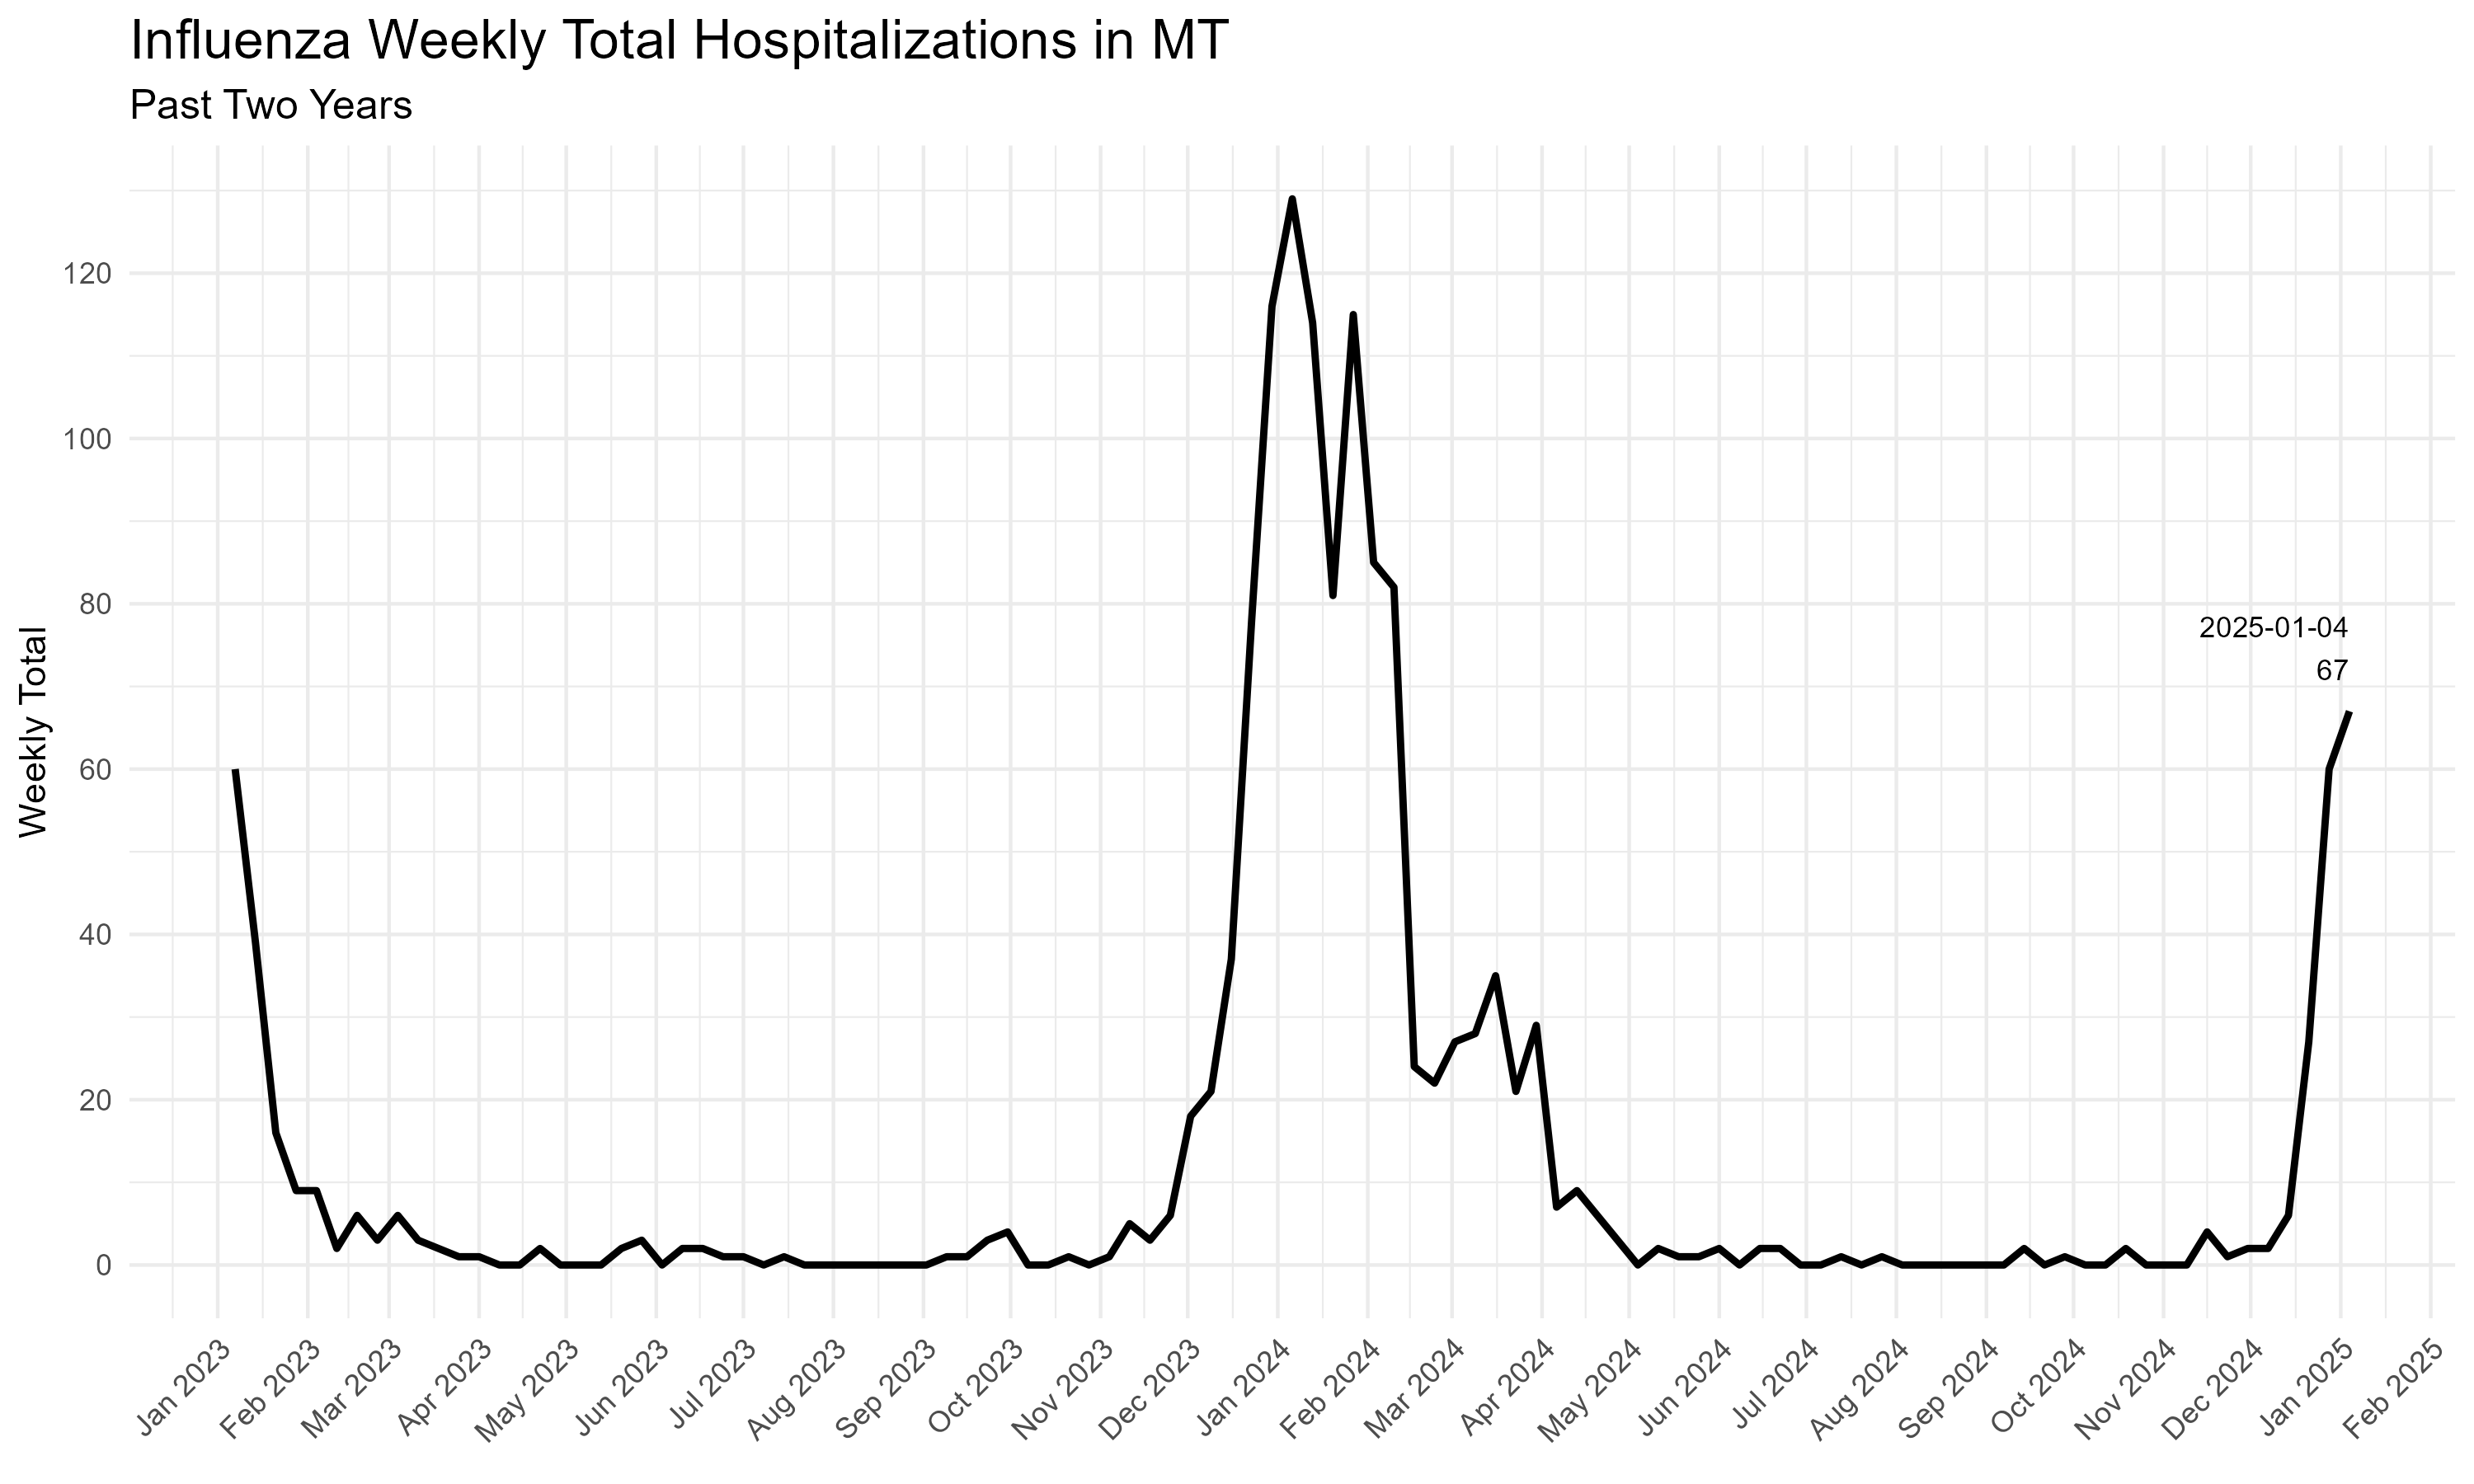 Influenza Weekly Total Hospitalizations in MT
Past Two Years
Weekly Total
120
100
80
60
40
20
0
2025-01-04
67
Jan 2023
Feb 2023
Mar 2023
Apr 2023
May 2023
Jun 2023
Jul 2023
Aug 2023
Sep 2023
Oct 2023
Nov 2023
Dec 2023
Jan 2024
Feb 2024
Mar 2024
Apr 2024
May 2024
Jun 2024
Jul 2024
Aug 2024
Sep 2024
Oct 2024
Nov 2024
Dec 2024
Jan 2025
Feb 2025